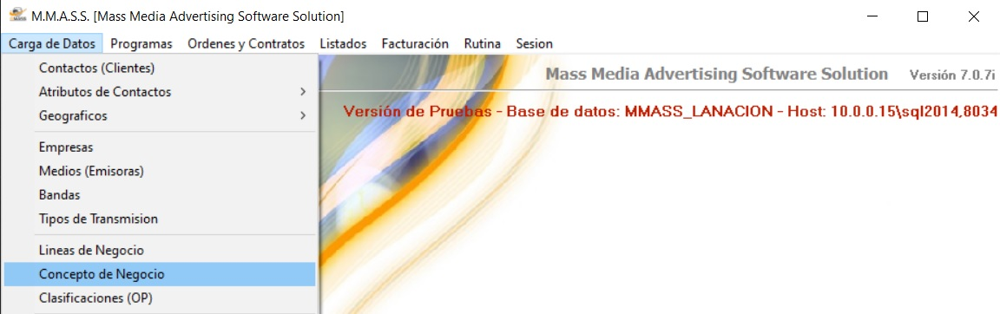 M.M.A.S.S. [Mass Media Advertising Software Solution]
Carga de Datos Programas Ordenes y Contratos Listados Facturación Rutina Sesion
Mass Media Advertising Software Solution Versión 7.0.7i
Versión de Pruebas - Base de datos: MMASS_LANACION - Host: 10.0.0.15\sql2014,8034
Contactos (Clientes)
Atributos de Contactos
Geograficos
Empresas
Medios (Emisoras)
Bandas
Tipos de Transmision
Lineas de Negocio
Concepto de Negocio
Clasificaciones (OP)